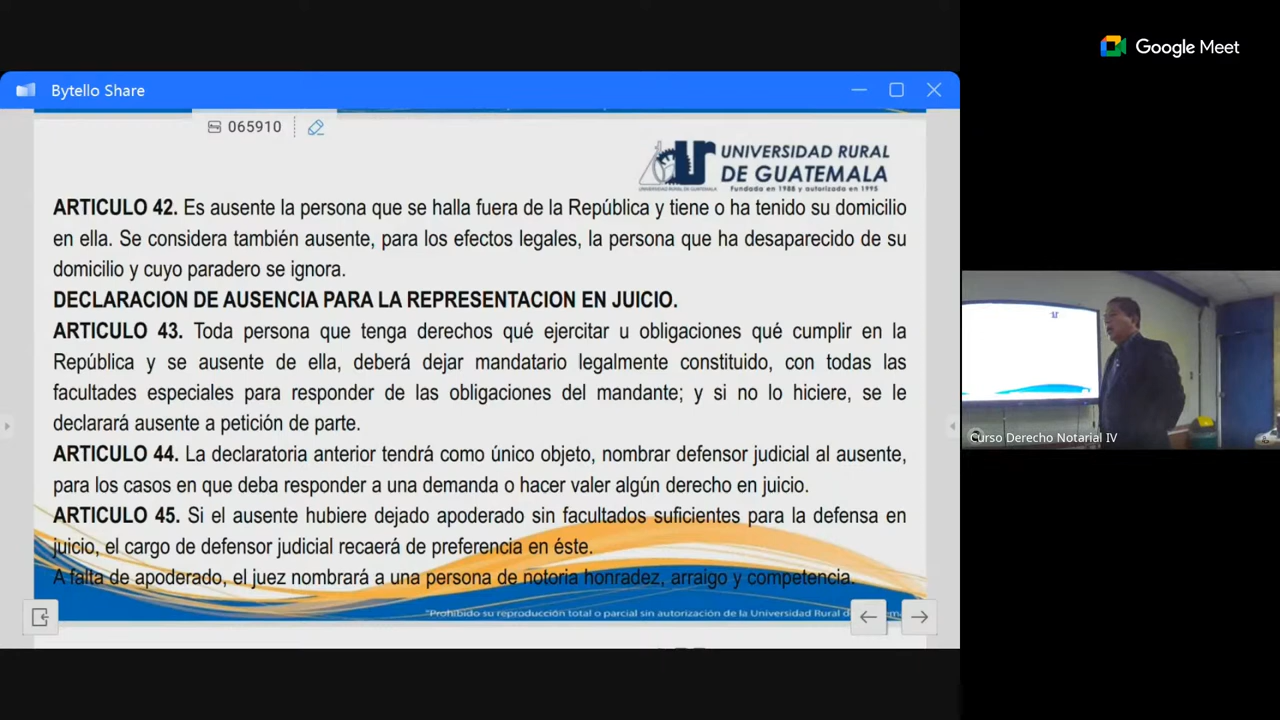 Google Meet
Bytello Share
065910
UNIVERSIDAD RURAL
DE GUATEMALA
Fundada en 1988 y autorizado en 1995
ARTICULO 42. Es ausente la persona que se halla fuera de la República y tiene o ha tenido su domicilio
en ella. Se considera también ausente, para los efectos legales, la persona que ha desaparecido de su
domicilio y cuyo paradero se ignora.
DECLARACION DE AUSENCIA PARA LA REPRESENTACION EN JUICIO.
ARTICULO 43. Toda persona que tenga derechos qué ejercitar u obligaciones qué cumplir en la
República y se ausente de ella, deberá dejar mandatario legalmente constituido, con todas las
facultades especiales para responder de las obligaciones del mandante; y si no lo hiciere, se le
declarará ausente a petición de parte.
ARTICULO 44. La declaratoria anterior tendrá como único objeto, nombrar defensor judicial al ausente,
para los casos en que deba responder a una demanda o hacer valer algún derecho en juicio.
ARTICULO 45. Si el ausente hubiere dejado apoderado sin facultados suficientes para la defensa en
juicio, el cargo de defensor judicial recaerá de preferencia en éste.
A falta de apoderado, el juez nombrará a una persona de notoria honradez, arraigo y competencia.
"Prohibido su reproducción total o parcial sin autorización de la Universidad Rural
Curso Derecho Notarial IV